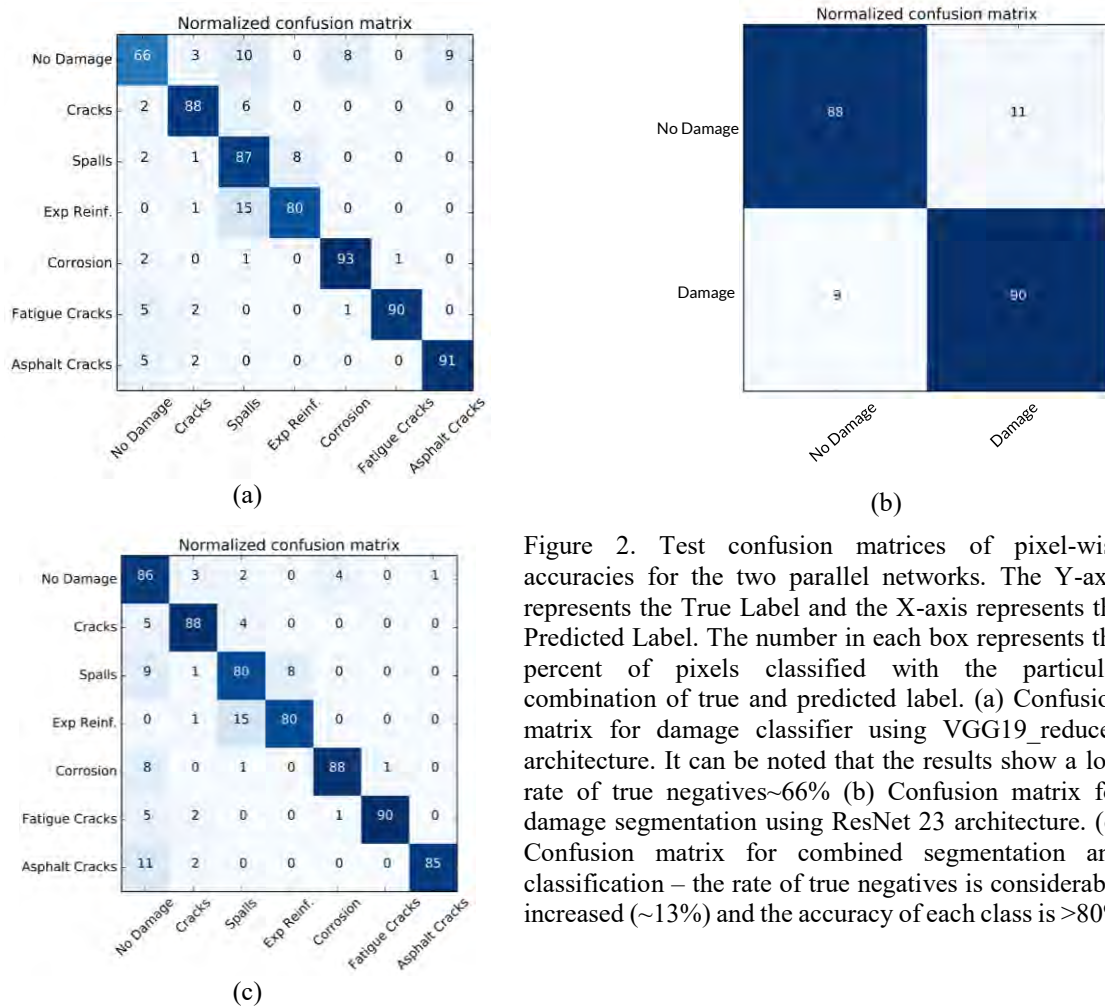 Normalized confusion matrix
No Damage 66 3 10 0 8 0 9
Cracks 2 88 6 0 0 0 0
Spalls 2 1 87 8 0 0 0
Exp Reinf. 0 1 15 80 0 0 0
Corrosion 2 0 1 0 93 1 0
Fatigue Cracks 5 2 0 0 1 90 0
Asphalt Cracks 5 2 0 0 0 0 91
No Damage Cracks Spalls Exp Reinf. Corrosion Fatigue Cracks Asphalt Cracks
(a)
Normalized confusion matrix
No Damage 88 11
Damage 9 90
No Damage Damage
(b)
Normalized confusion matrix
No Damage 86 3 2 0 4 0 1
Cracks 5 88 4 0 0 0 0
Spalls 9 1 80 8 0 0 0
Exp Reinf. 0 1 15 80 0 0 0
Corrosion 8 0 1 0 88 1 0
Fatigue Cracks 5 2 0 0 1 90 0
Asphalt Cracks 11 2 0 0 0 0 85
No Damage Cracks Spalls Exp Reinf. Corrosion Fatigue Cracks Asphalt Cracks
(c)
Figure 2. Test confusion matrices of pixel-wis
accuracies for the two parallel networks. The Y-ax
represents the True Label and the X-axis represents th
Predicted Label. The number in each box represents th
percent of pixels classified with the particul
combination of true and predicted label. (a) Confusio
matrix for damage classifier using VGG19_reduce
architecture. It can be noted that the results show a lo
rate of true negatives~66% (b) Confusion matrix fo
damage segmentation using ResNet 23 architecture. (
Confusion matrix for combined segmentation an
classification – the rate of true negatives is considerab
increased (~13%) and the accuracy of each class is >80%